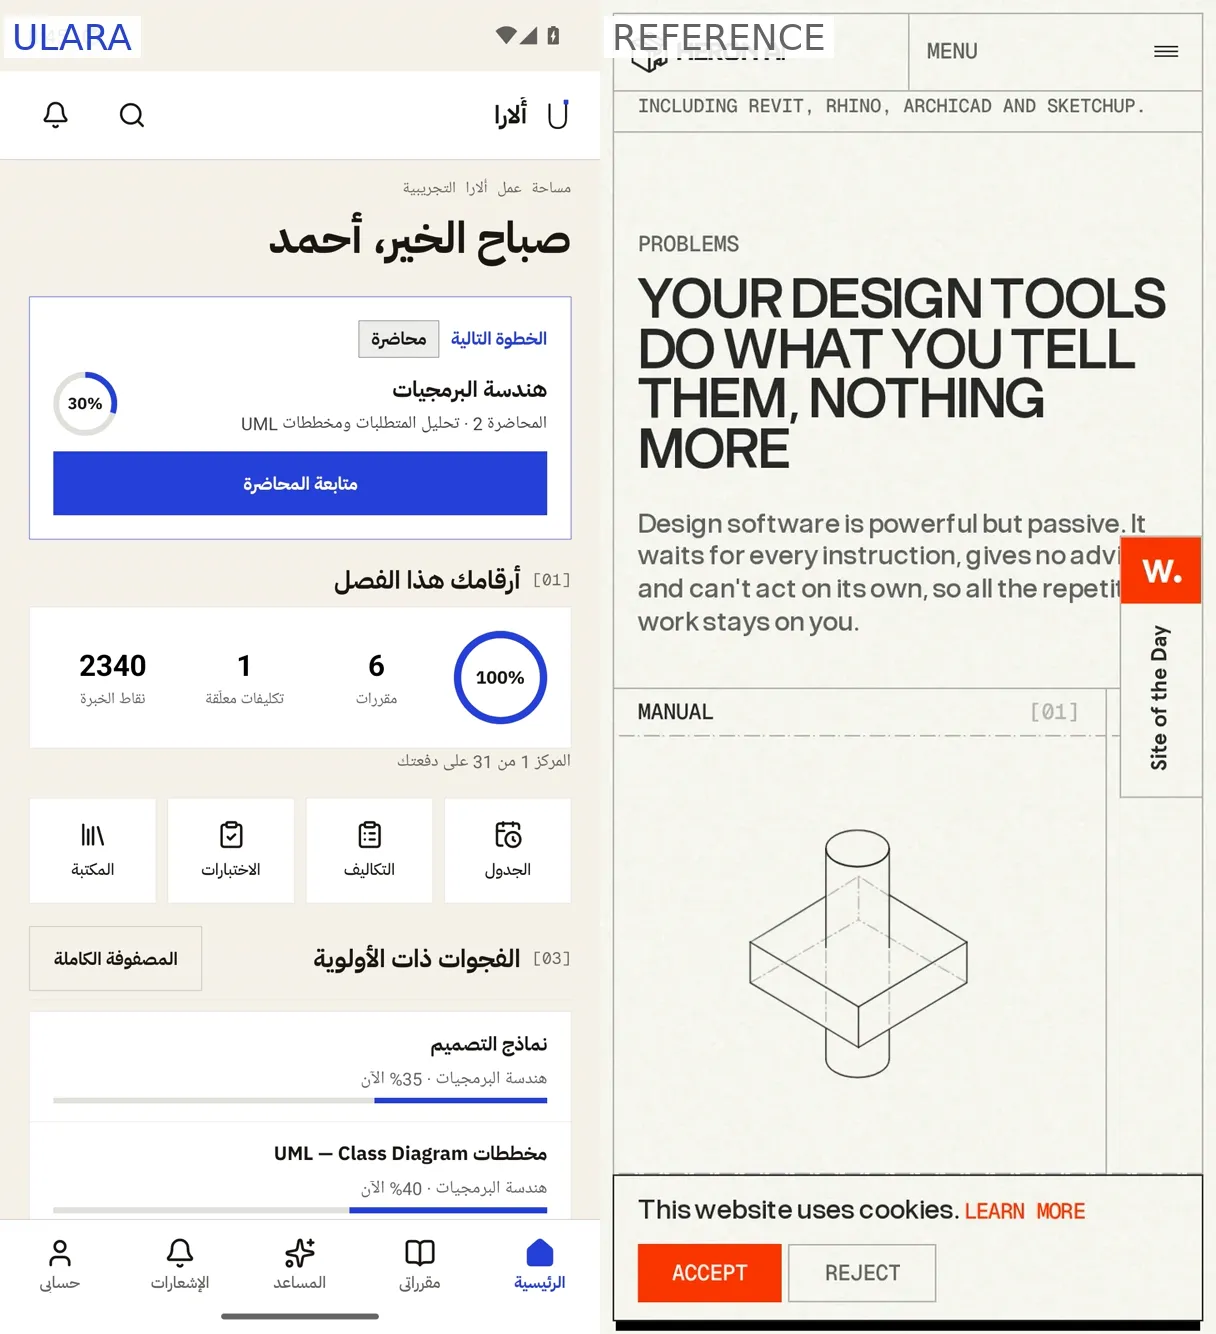 ULARA
ألارا
مساحة عمل ألارا التجريبية
صباح الخير، أحمد
الخطوة التالية
محاضرة
هندسة البرمجيات
المحاضرة 2 · تحليل المتطلبات ومخططات UML
30%
متابعة المحاضرة
[01] أرقامك هذا الفصل
100%
6
مقررات
1
تكليفات معلّقة
2340
نقاط الخبرة
المركز 1 من 31 على دفعتك
الجدول
التكاليف
الاختبارات
المكتبة
[03] الفجوات ذات الأولوية
المصفوفة الكاملة
نماذج التصميم
هندسة البرمجيات · 35% الآن
مخططات UML — Class Diagram
هندسة البرمجيات · 40% الآن
الرئيسية
مقرراتي
المساعد
الإشعارات
حسابي
REFERENCE
MENU
INCLUDING REVIT, RHINO, ARCHICAD AND SKETCHUP.
PROBLEMS
YOUR DESIGN TOOLS
DO WHAT YOU TELL
THEM, NOTHING
MORE
Design software is powerful but passive. It
waits for every instruction, gives no advi
and can't act on its own, so all the repetit
work stays on you.
W.
Site of the Day
MANUAL
[01]
This website uses cookies. LEARN MORE
ACCEPT
REJECT